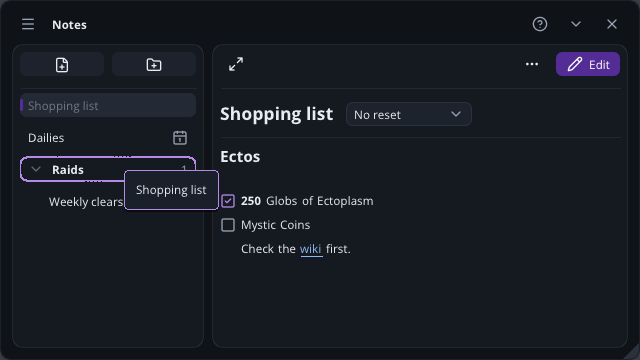 Notes
Edit
Shopping list
Dailies
Raids
1
Shopping list
Weekly clears
Shopping list
No reset
Ectos
250 Globs of Ectoplasm
Mystic Coins
Check the wiki first.